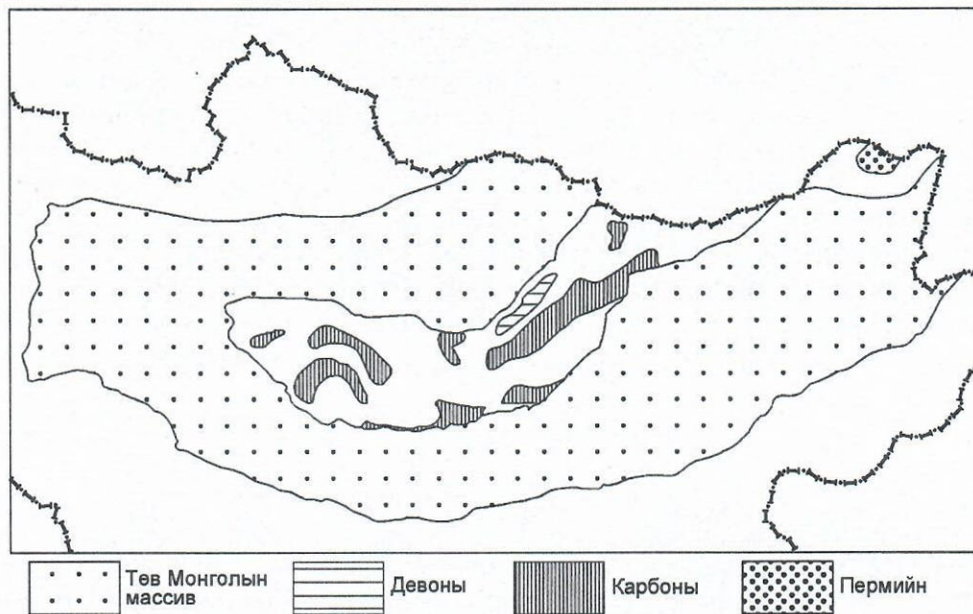 Төв Монголын
массив
Девоны
Карбоны
Пермийн